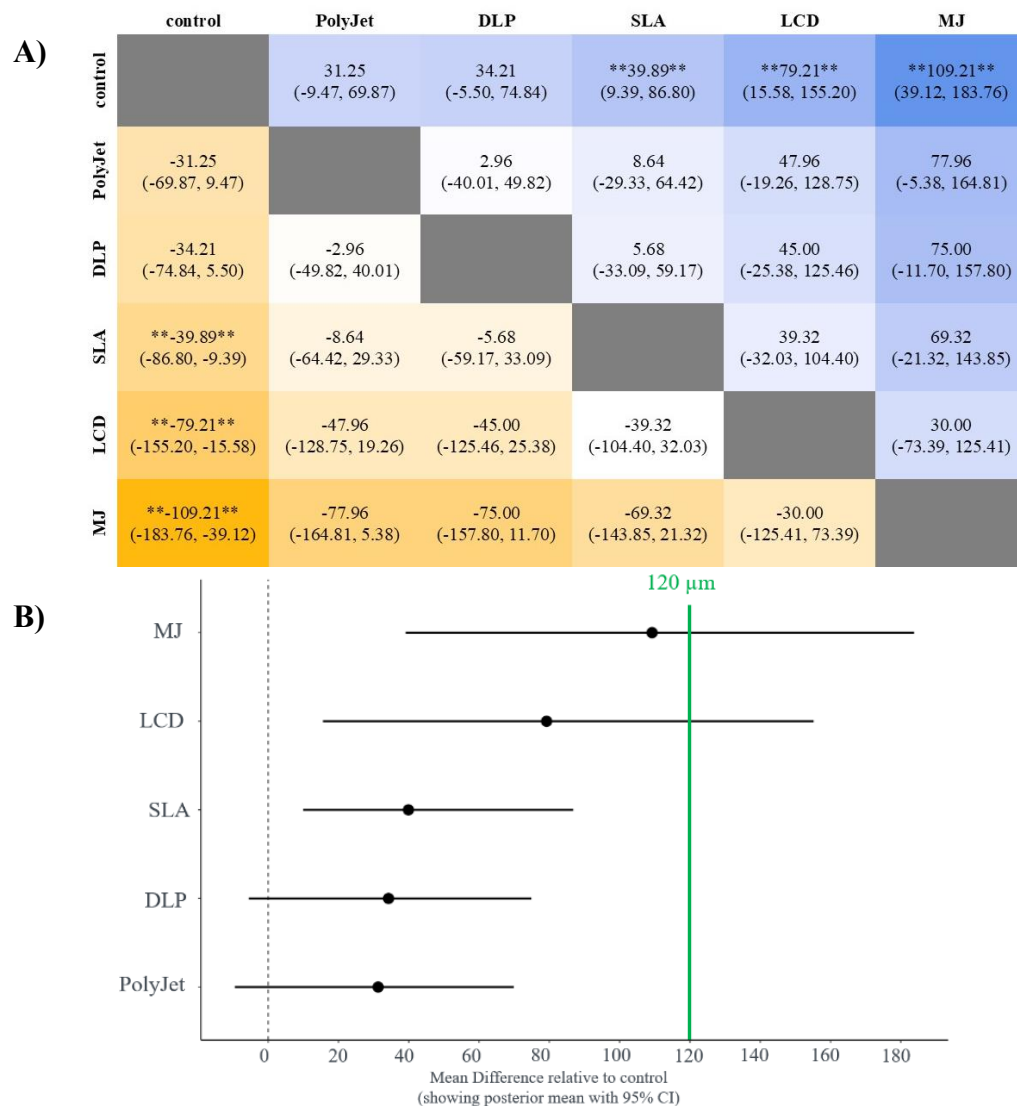 control PolyJet DLP SLA LCD MJ
A)
control
31.25 34.21 **39.89** **79.21** **109.21**
(-9.47, 69.87) (-5.50, 74.84) (9.39, 86.80) (15.58, 155.20) (39.12, 183.76)
PolyJet
-31.25 2.96 8.64 47.96 77.96
(-69.87, 9.47) (-40.01, 49.82) (-29.33, 64.42) (-19.26, 128.75) (-5.38, 164.81)
DLP
-34.21 -2.96 5.68 45.00 75.00
(-74.84, 5.50) (-49.82, 40.01) (-33.09, 59.17) (-25.38, 125.46) (-11.70, 157.80)
SLA
**-39.89** -8.64 -5.68 39.32 69.32
(-86.80, -9.39) (-64.42, 29.33) (-59.17, 33.09) (-32.03, 104.40) (-21.32, 143.85)
LCD
**-79.21** -47.96 -45.00 -39.32 30.00
(-155.20, -15.58) (-128.75, 19.26) (-125.46, 25.38) (-104.40, 32.03) (-73.39, 125.41)
MJ
**-109.21** -77.96 -75.00 -69.32 -30.00
(-183.76, -39.12) (-164.81, 5.38) (-157.80, 11.70) (-143.85, 21.32) (-125.41, 73.39)
120 µm
B)
MJ
LCD
SLA
DLP
PolyJet
0 20 40 60 80 100 120 140 160 180
Mean Difference relative to control
(showing posterior mean with 95% CI)